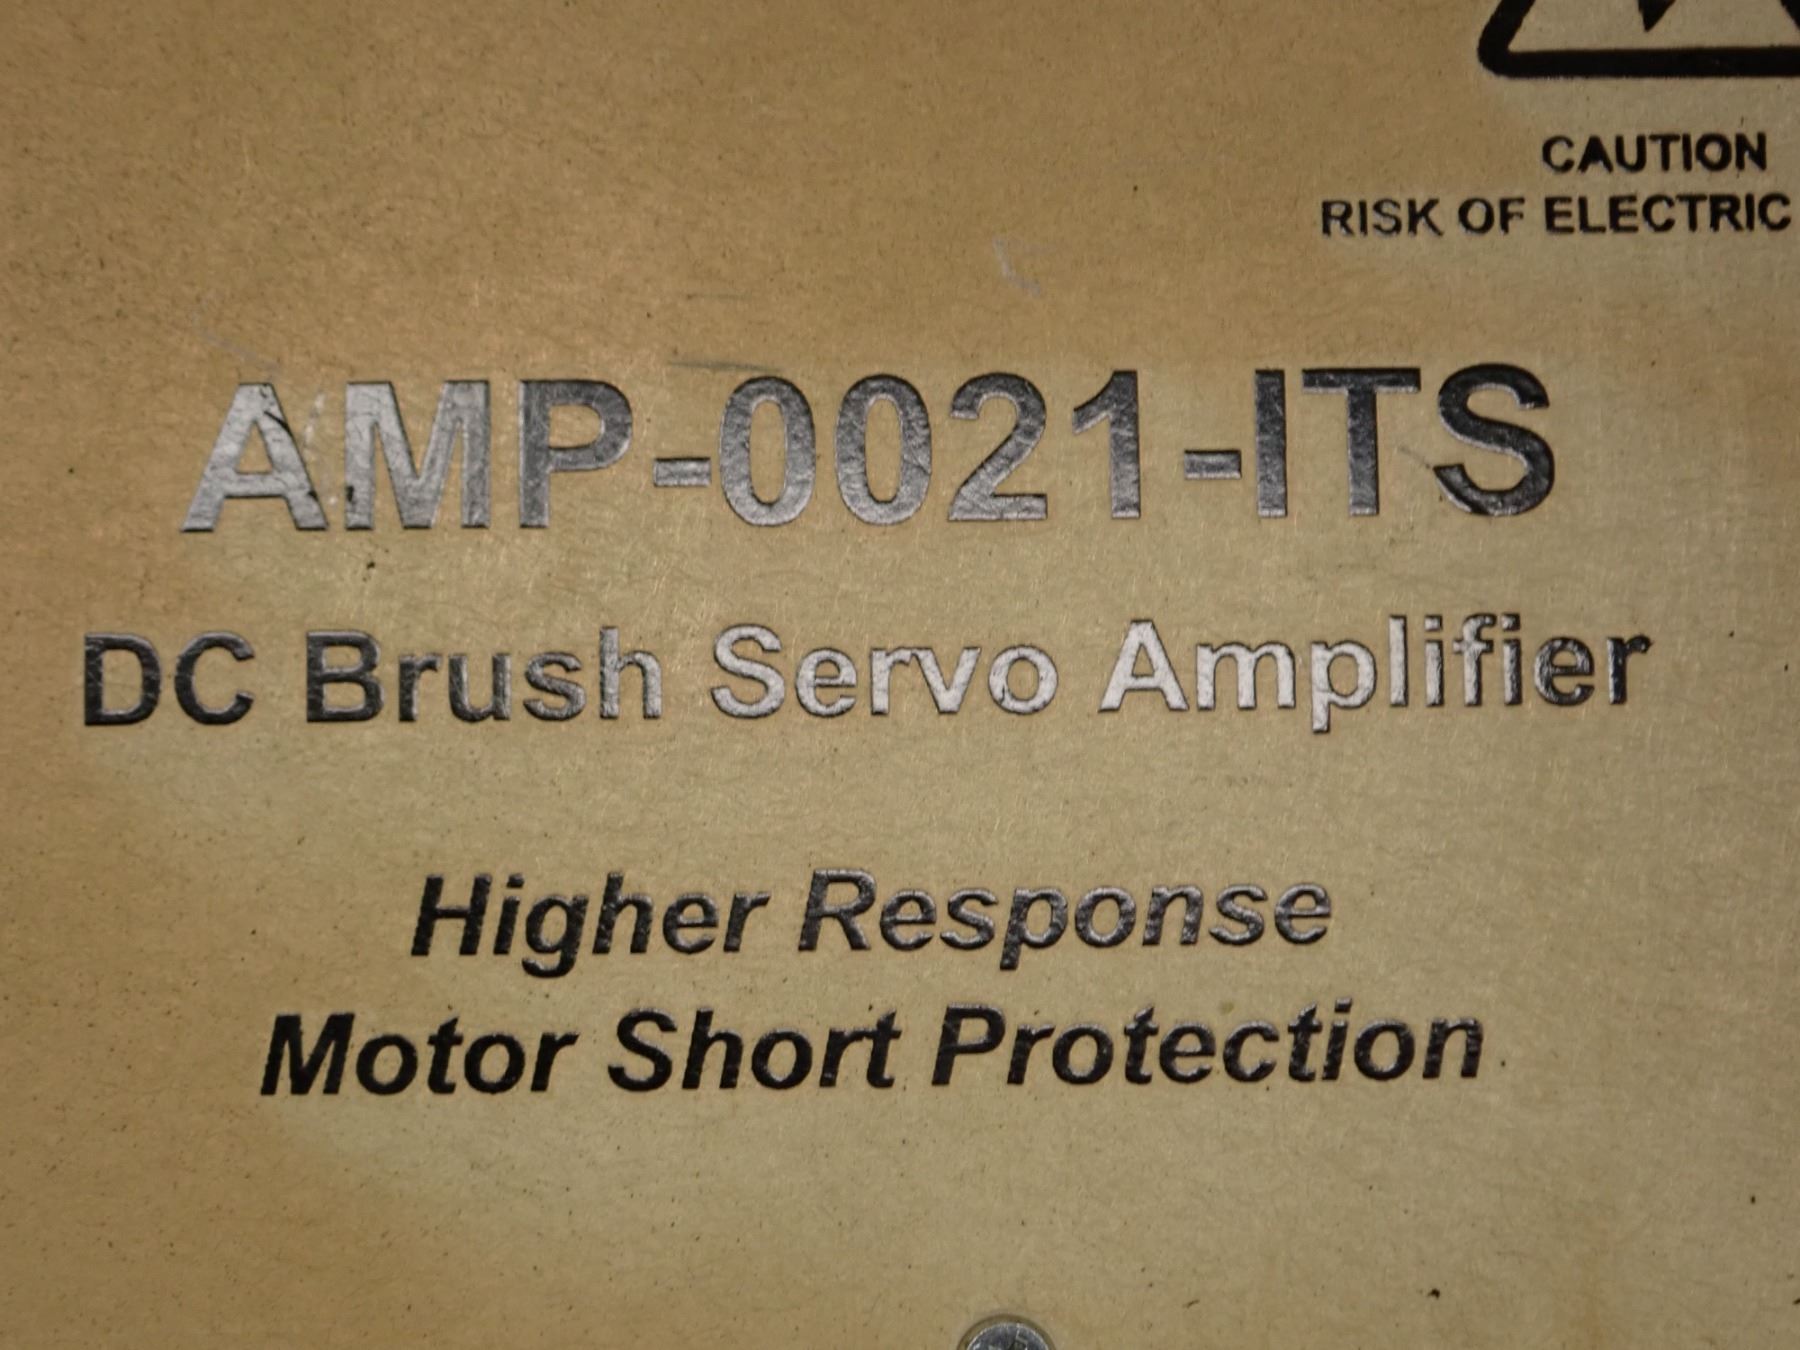 CAUTION
RISK OF ELECTRIC
AMP-0021-ITS
DC Brush Servo Amplifier
Higher Response
Motor Short Protection